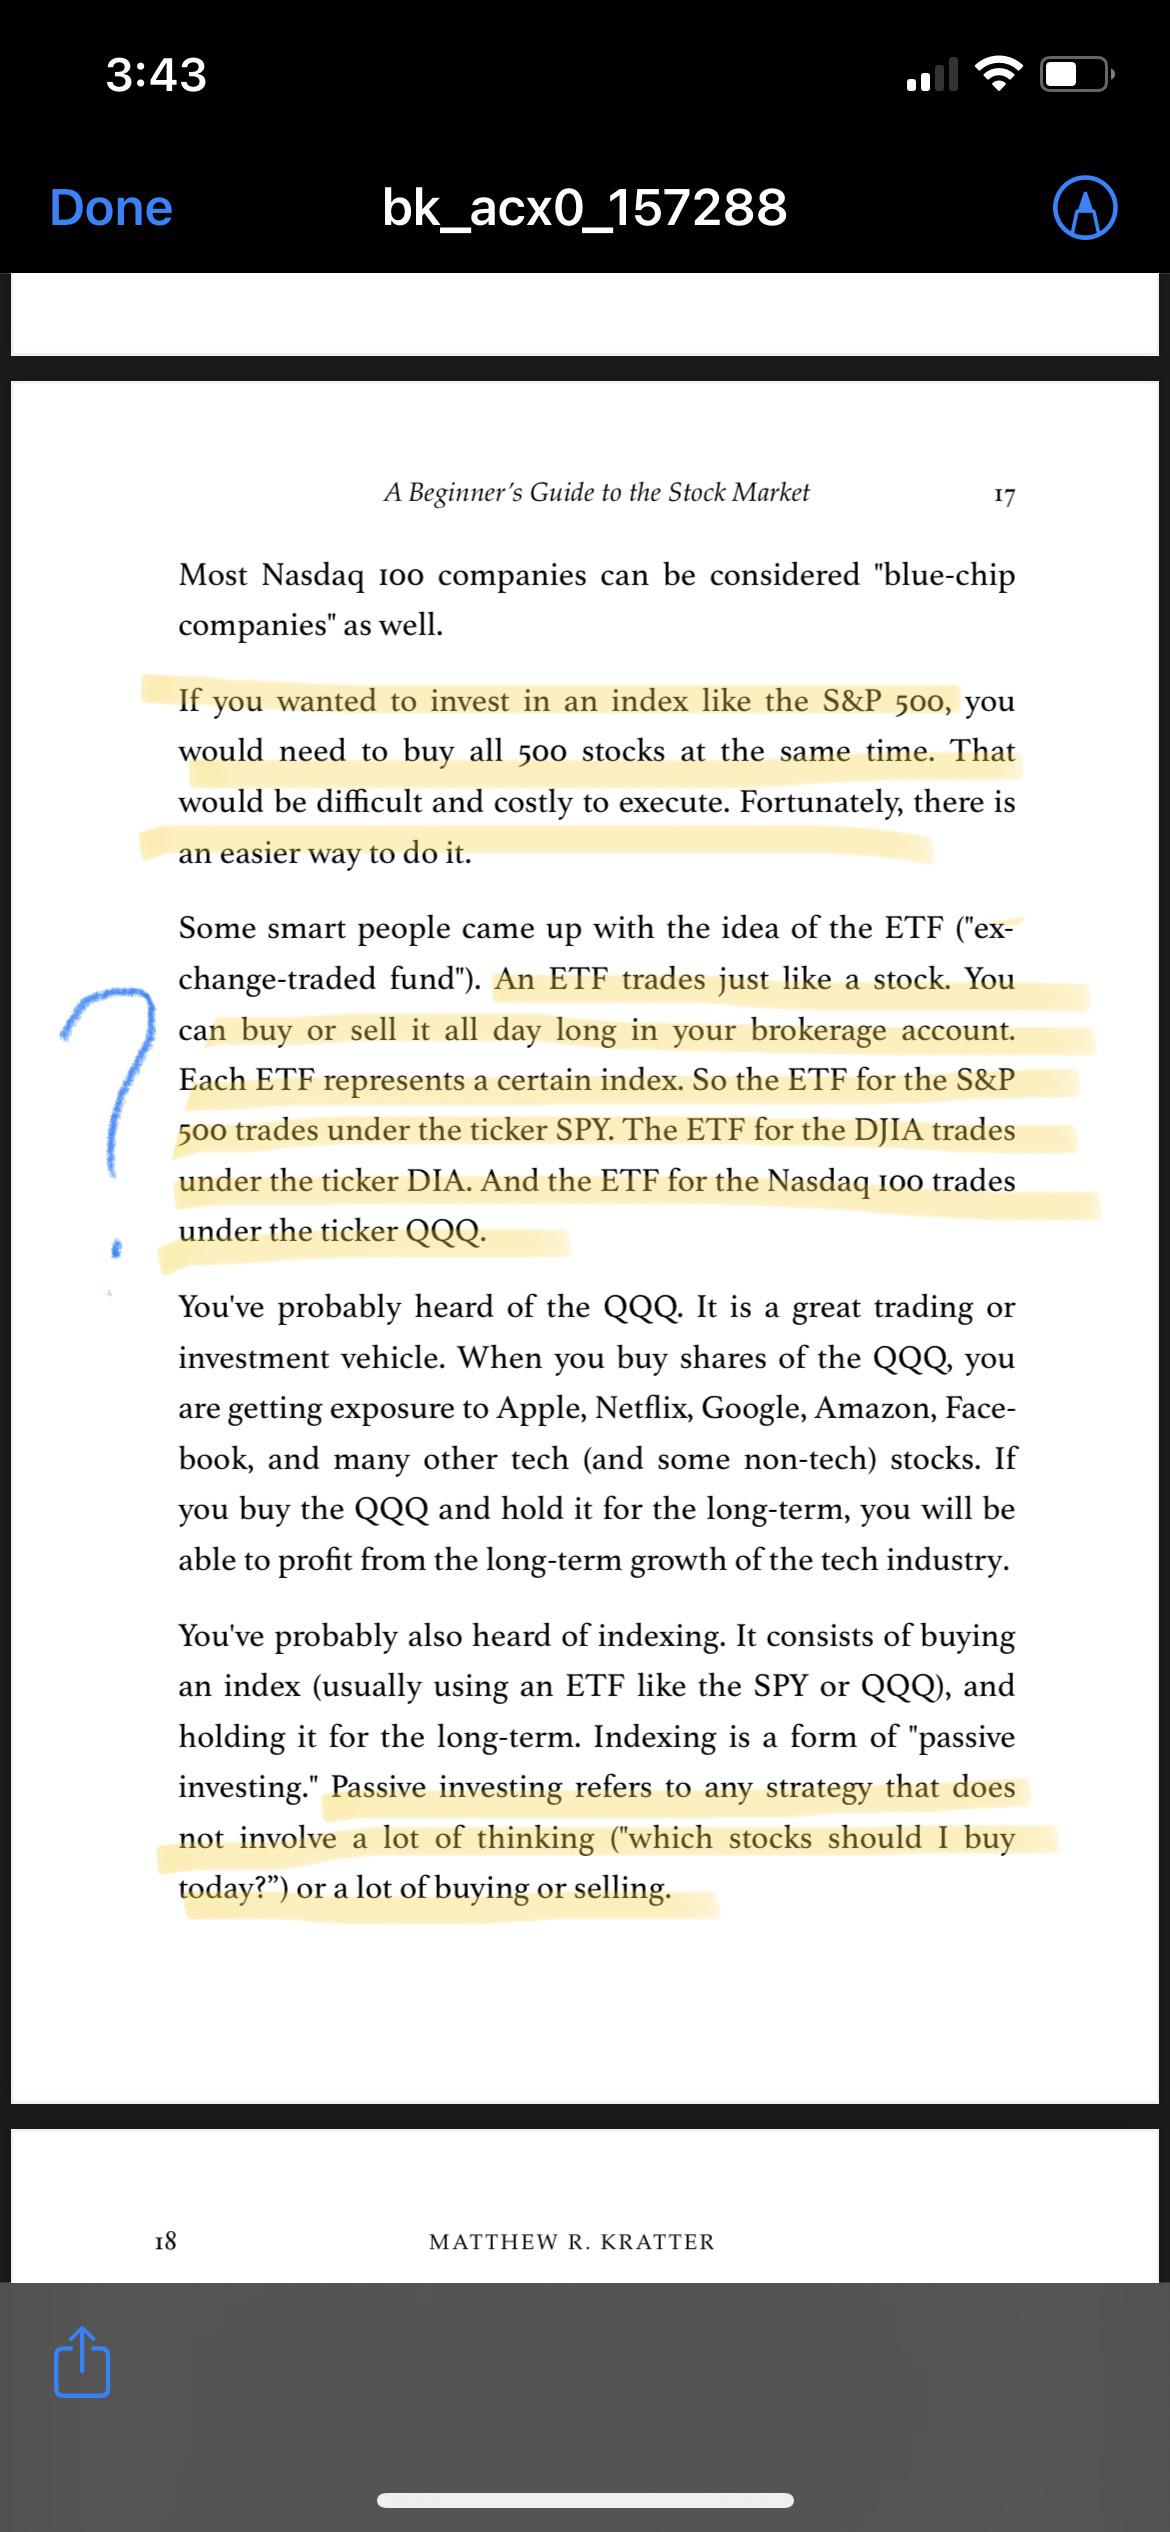 3:43
Done
bk_acx0_157288
A Beginner's Guide to the Stock Market 17
Most Nasdaq 100 companies can be considered "blue-chip
companies" as well.
If you wanted to invest in an index like the S&P 500, you
would need to buy all 500 stocks at the same time. That
would be difficult and costly to execute. Fortunately, there is
an easier way to do it.
Some smart people came up with the idea of the ETF ("ex-
change-traded fund"). An ETF trades just like a stock. You
can buy or sell it all day long in your brokerage account.
Each ETF represents a certain index. So the ETF for the S&P
500 trades under the ticker SPY. The ETF for the DJIA trades
under the ticker DIA. And the ETF for the Nasdaq 100 trades
under the ticker QQQ.
?
You've probably heard of the QQQ. It is a great trading or
investment vehicle. When you buy shares of the QQQ, you
are getting exposure to Apple, Netflix, Google, Amazon, Face-
book, and many other tech (and some non-tech) stocks. If
you buy the QQQ and hold it for the long-term, you will be
able to profit from the long-term growth of the tech industry.
You've probably also heard of indexing. It consists of buying
an index (usually using an ETF like the SPY or QQQ), and
holding it for the long-term. Indexing is a form of "passive
investing." Passive investing refers to any strategy that does
not involve a lot of thinking ("which stocks should I buy
today?”) or a lot of buying or selling.
18 MATTHEW R. KRATTER